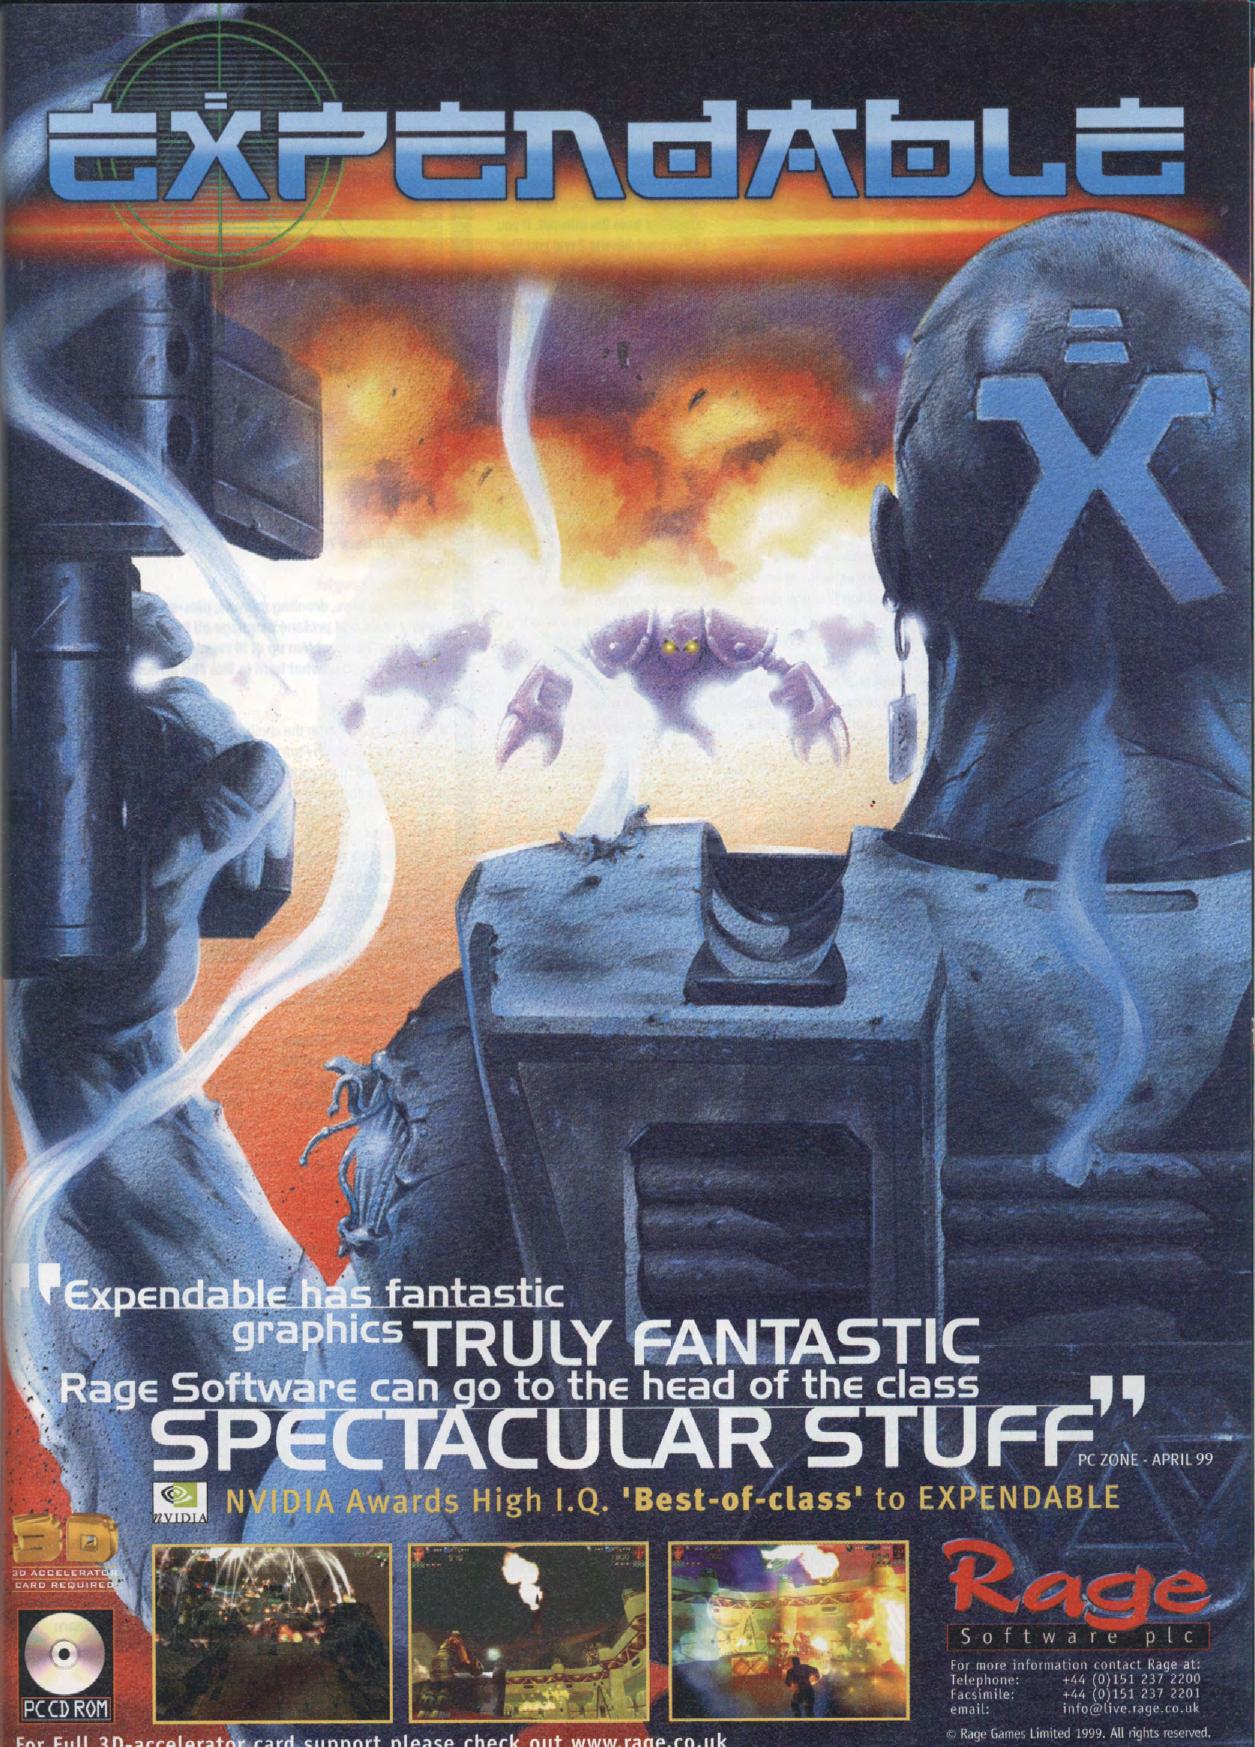 EXPENDABLE
X
"Expendable has fantastic
graphics TRULY FANTASTIC
Rage Software can go to the head of the class
SPECTACULAR STUFF"
PC ZONE - APRIL 99
NVIDIA
NVIDIA Awards High I.Q. 'Best-of-class' to EXPENDABLE
3D
3D ACCELERATOR
CARD REQUIRED
PC CD ROM
Rage
Software plc
For more information contact Rage at:
Telephone: +44 (0)151 237 2200
Facsimile: +44 (0)151 237 2201
email: info@live.rage.co.uk
© Rage Games Limited 1999. All rights reserved.
For Full 3D-accelerator card support please check out www.rage.co.uk